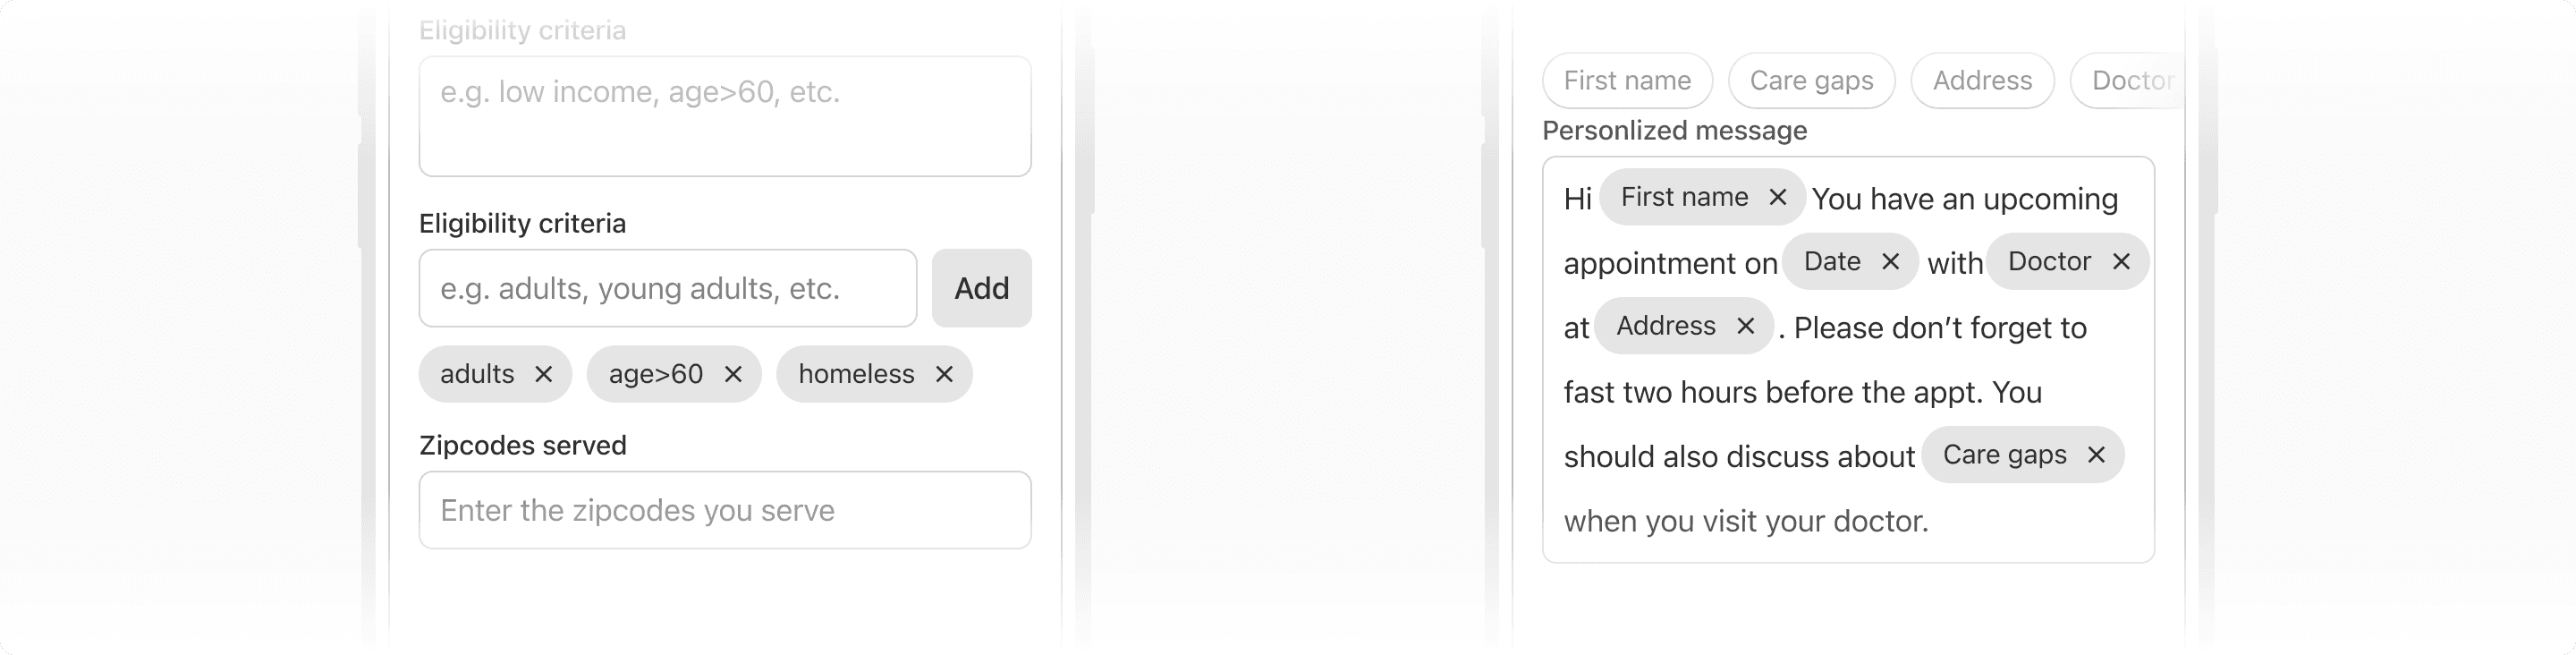 Eligibility criteria
e.g. low income, age>60, etc.
Eligibility criteria
e.g. adults, young adults, etc.
Add
adults ×
age>60 ×
homeless ×
Zipcodes served
Enter the zipcodes you serve
First name
Care gaps
Address
Doctor
Personlized message
Hi First name × You have an upcoming
appointment on Date × with Doctor ×
at Address × . Please don’t forget to
fast two hours before the appt. You
should also discuss about Care gaps ×
when you visit your doctor.